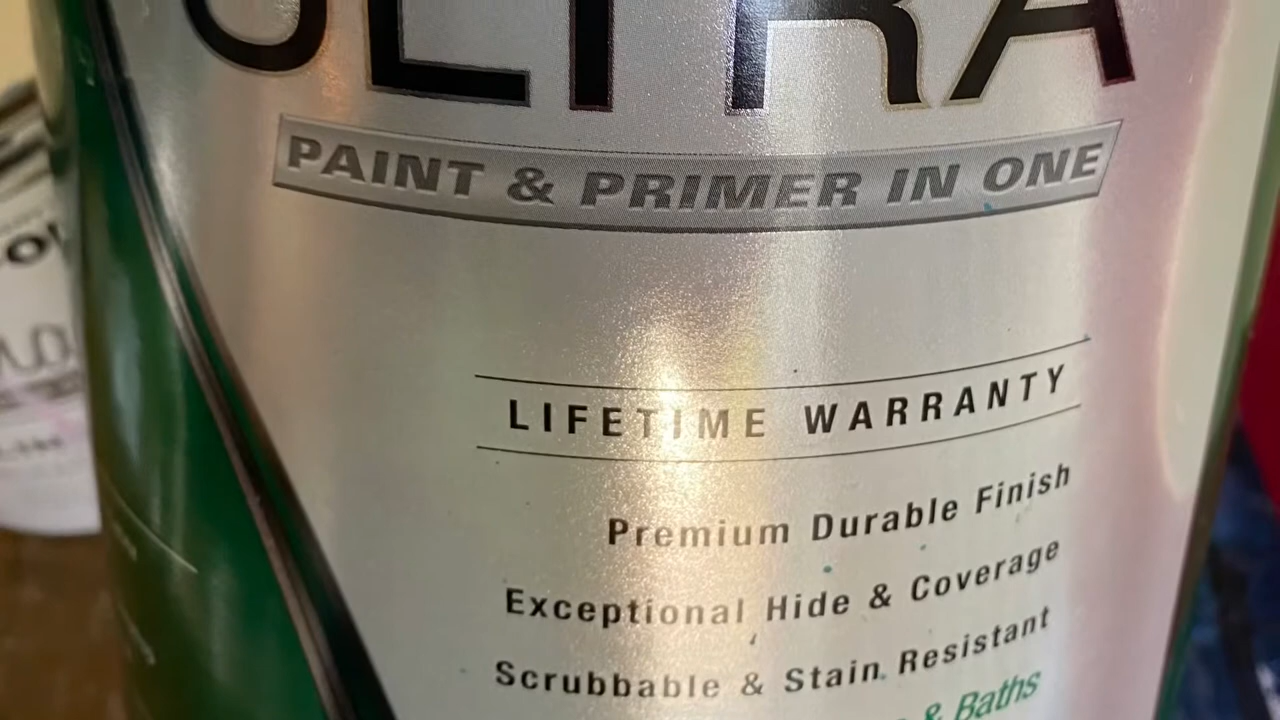 ULTRA
PAINT & PRIMER IN ONE
LIFETIME WARRANTY
Premium Durable Finish
Exceptional Hide & Coverage
Scrubbable & Stain Resistant
& Baths